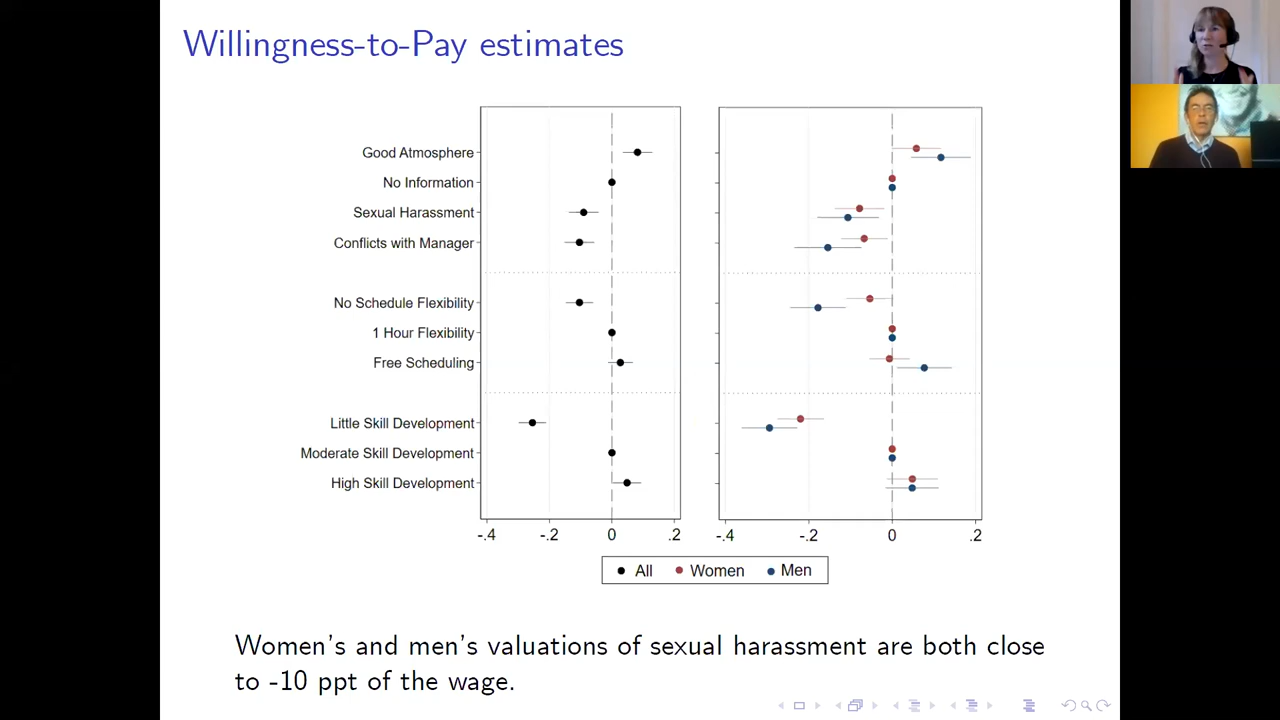 Willingness-to-Pay estimates
Good Atmosphere
No Information
Sexual Harassment
Conflicts with Manager
No Schedule Flexibility
1 Hour Flexibility
Free Scheduling
Little Skill Development
Moderate Skill Development
High Skill Development
-.4 -.2 0 .2 -.4 -.2 0 .2
All Women Men
Women's and men's valuations of sexual harassment are both close
to -10 ppt of the wage.